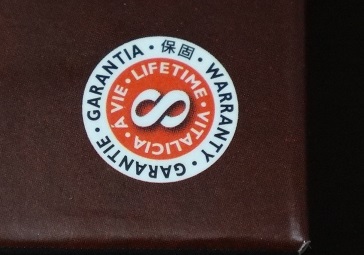 GARANTIA · 保固 · WARRANTY · GARANTIE ·
LIFETIME · VITALICIA · À VIE ·